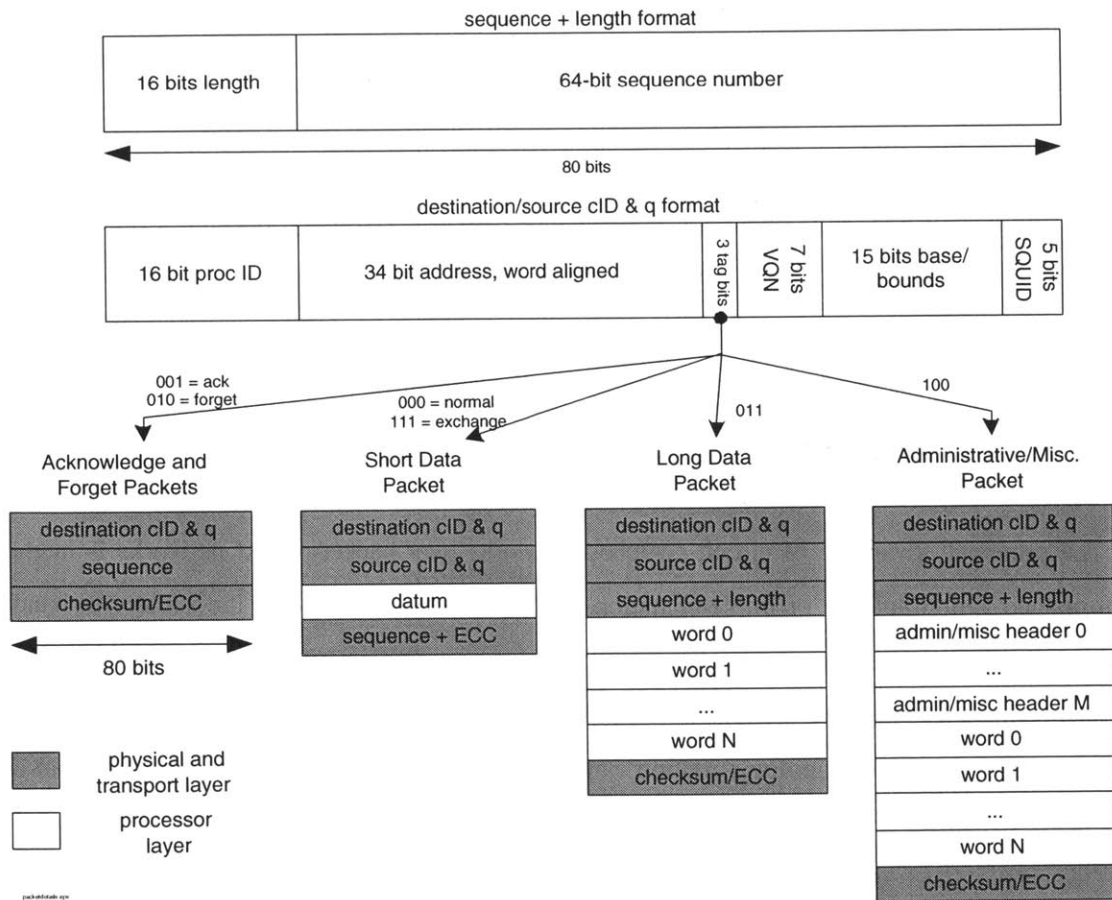 sequence + length format
16 bits length
64-bit sequence number
80 bits
destination/source cID & q format
16 bit proc ID
34 bit address, word aligned
3 tag bits
7 bits
VQN
15 bits base/
bounds
5 bits
SQUID
001 = ack
010 = forget
000 = normal
111 = exchange
011
100
Acknowledge and
Forget Packets
destination cID & q
sequence
checksum/ECC
80 bits
Short Data
Packet
destination cID & q
source cID & q
datum
sequence + ECC
Long Data
Packet
destination cID & q
source cID & q
sequence + length
word 0
word 1
...
word N
checksum/ECC
Administrative/Misc.
Packet
destination cID & q
source cID & q
sequence + length
admin/misc header 0
...
admin/misc header M
word 0
word 1
...
word N
checksum/ECC
physical and
transport layer
processor
layer